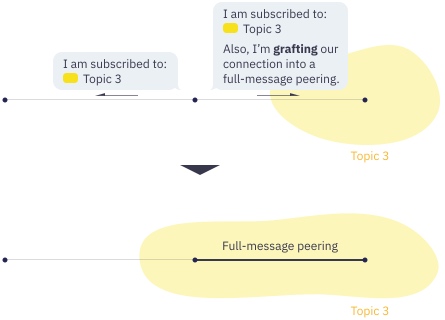 I am subscribed to:
Topic 3
Also, I’m grafting our
connection into a
full-message peering.
I am subscribed to:
Topic 3
Topic 3
Full-message peering
Topic 3